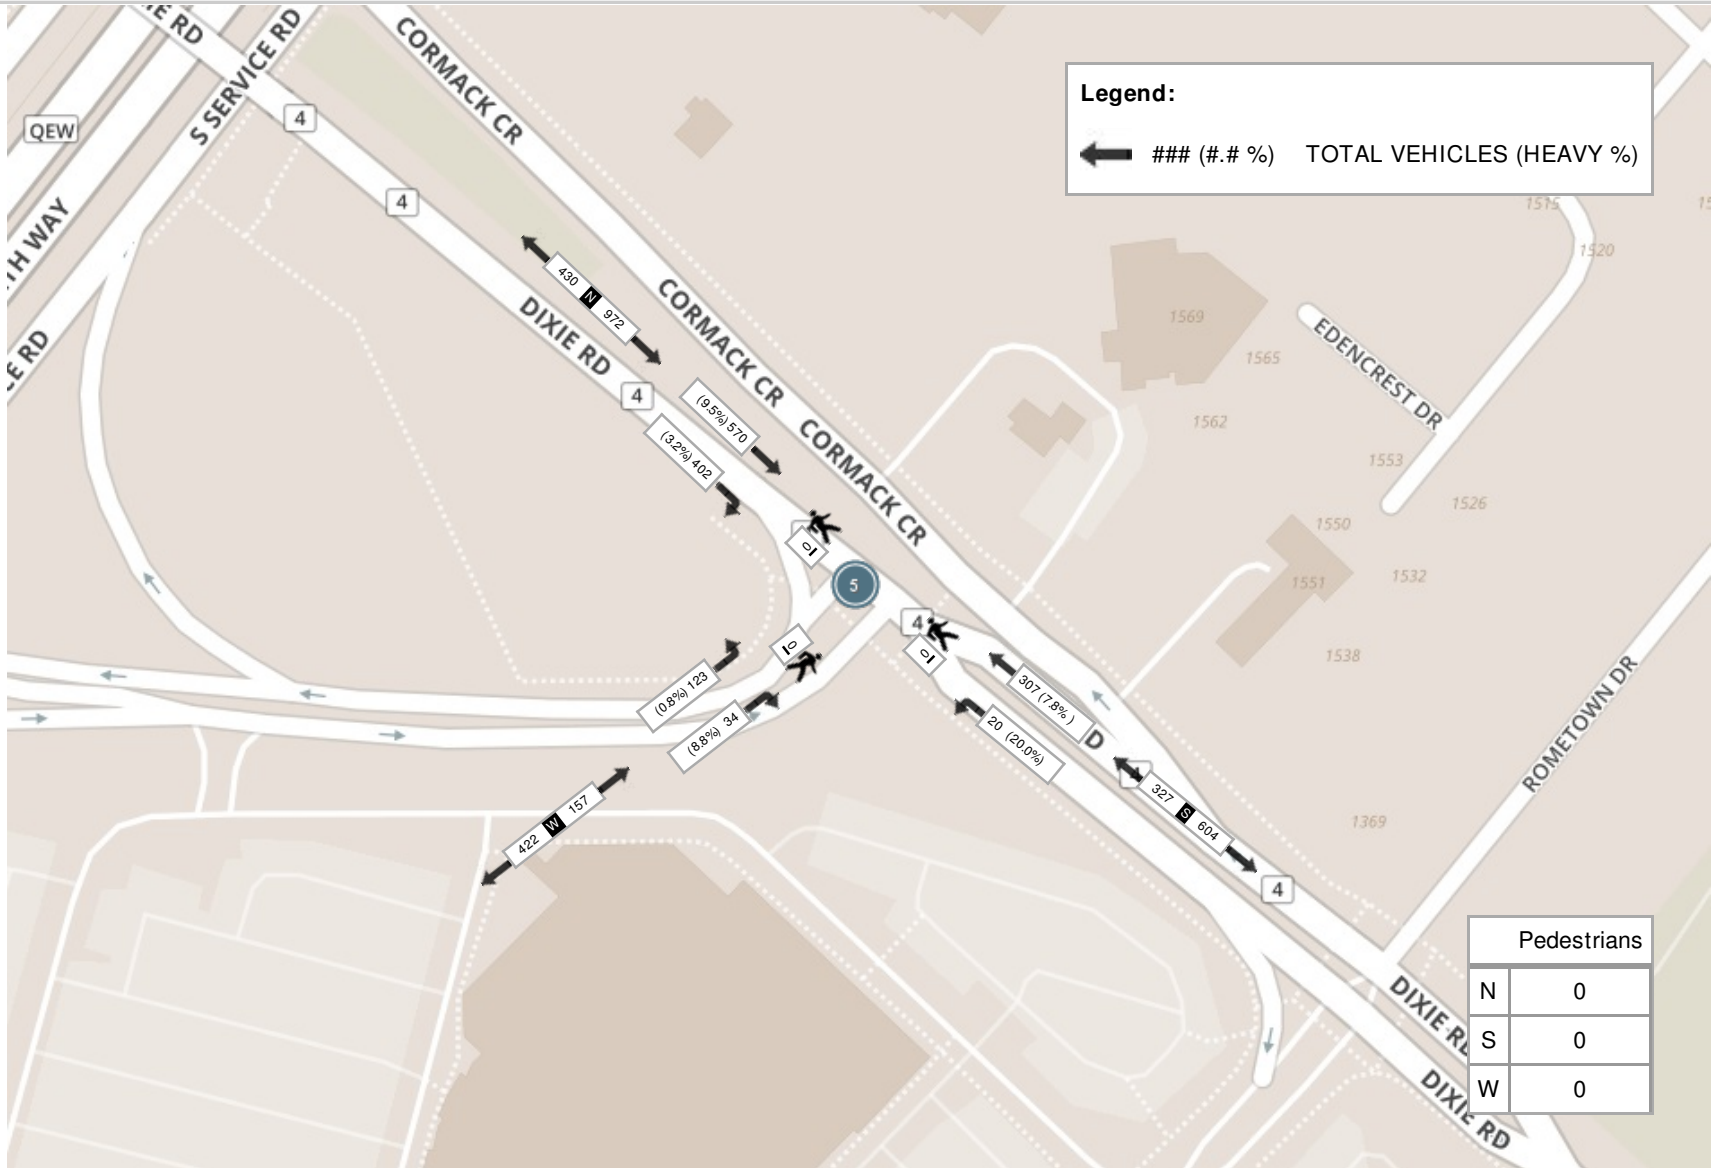 IE RD
S SERVICE RD
CORMACK CR
QEW
4
4
TH WAY
CE RD
Legend:
### (#.# %) TOTAL VEHICLES (HEAVY %)
1515
1520
430 N 972
DIXIE RD
4
CORMACK CR
(9.5%) 570
(3.2%) 402
CORMACK CR
1569
1565
1562
EDENCREST DR
1553
1526
1550
1532
1551
1538
0
5
4
0
0
(0.8%) 123
(8.8%) 34
307 (7.8% )
20 (20.0%)
D
422 W 157
327 S 604
4
ROMETOWN DR
1369
4
DIXIE RD
DIXIE RD
Pedestrians
N 0
S 0
W 0